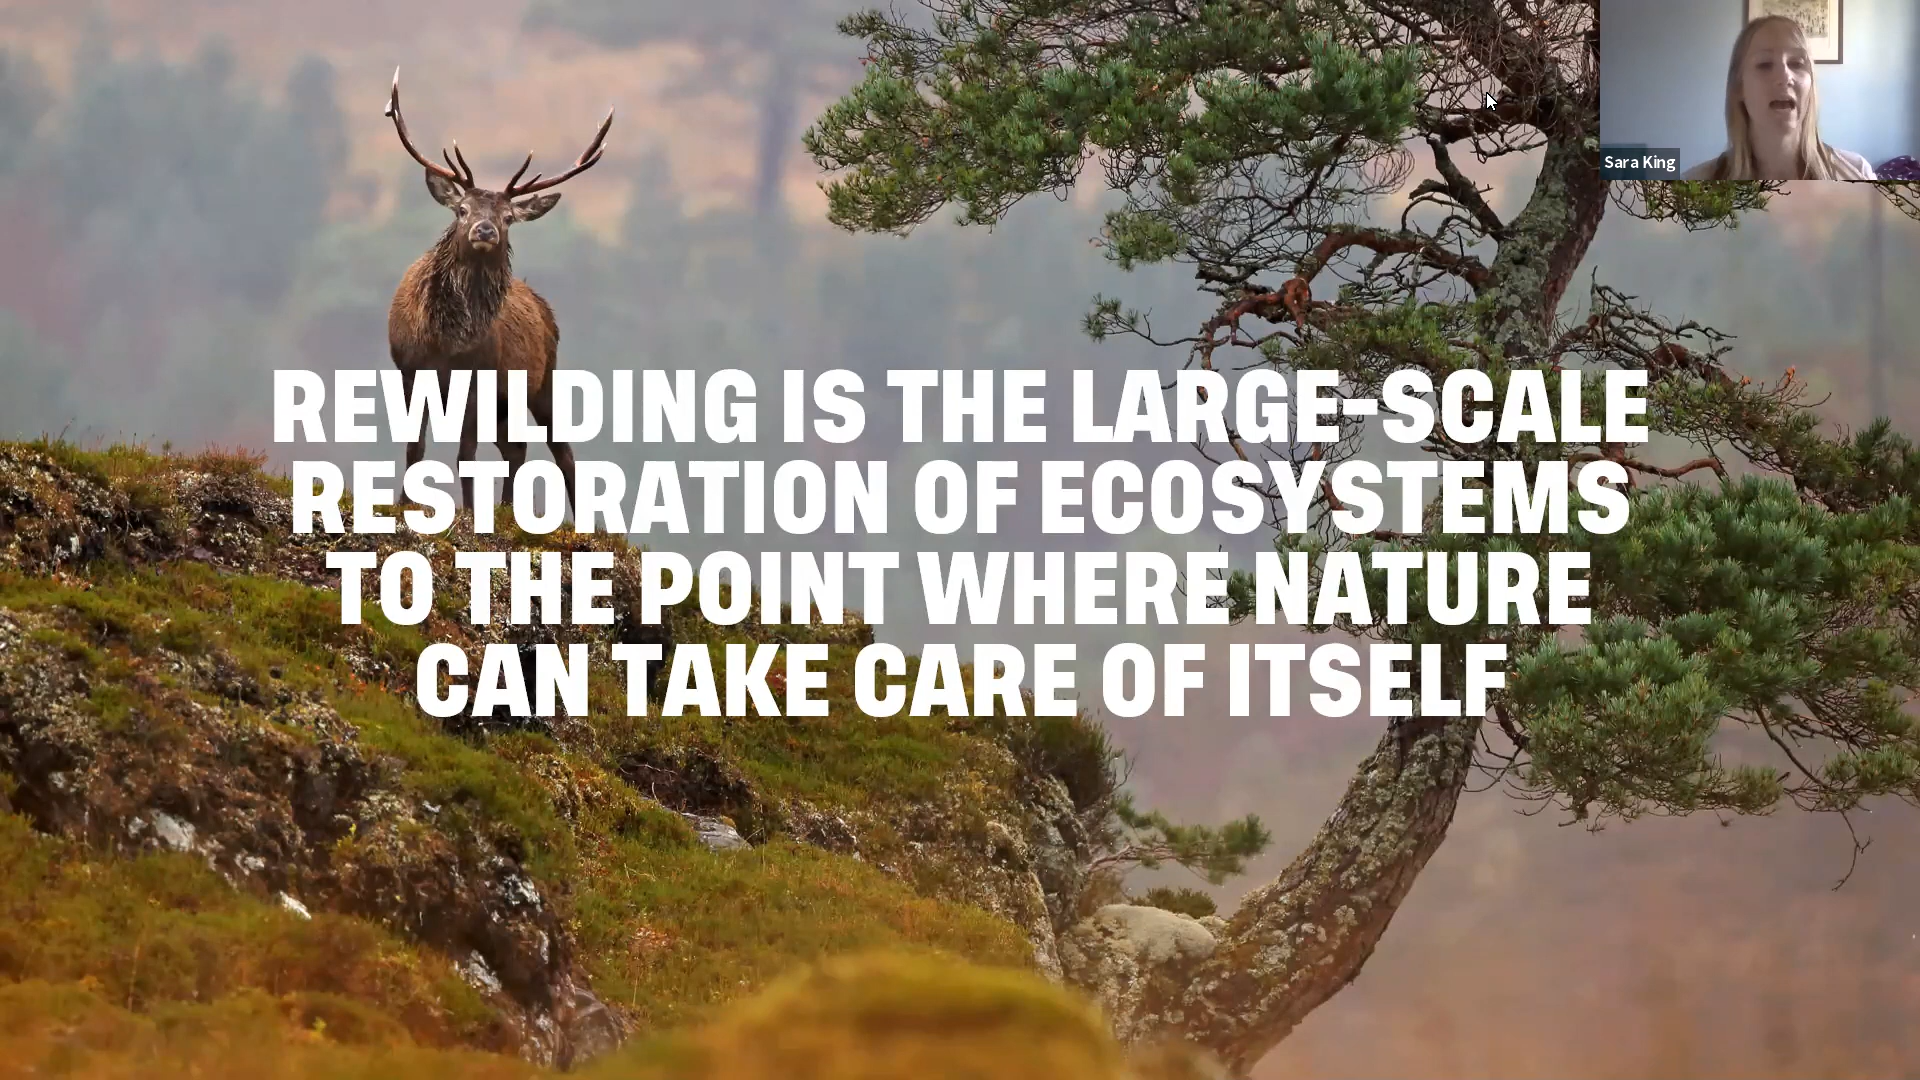 Sara King
REWILDING IS THE LARGE-SCALE
RESTORATION OF ECOSYSTEMS
TO THE POINT WHERE NATURE
CAN TAKE CARE OF ITSELF